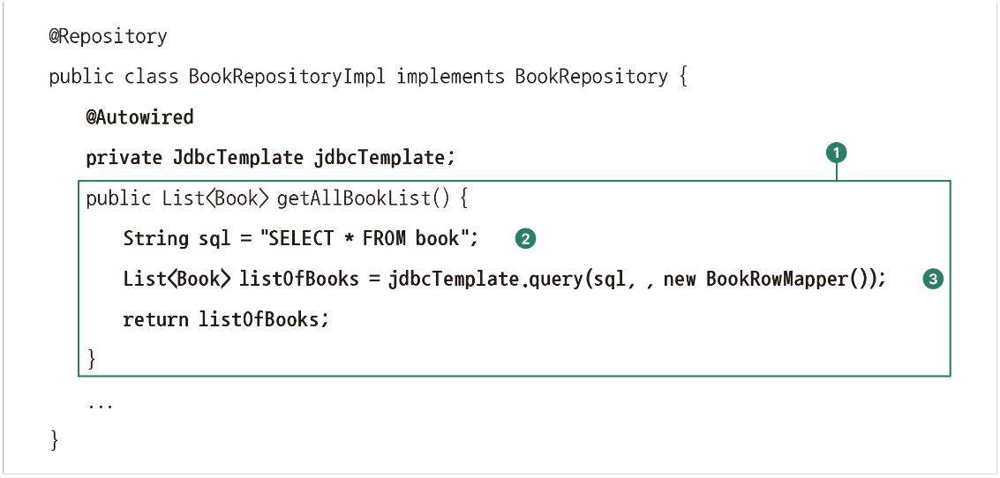 @Repository
public class BookRepositoryImpl implements BookRepository {
@Autowired
private JdbcTemplate jdbcTemplate;
1
public List<Book> getAllBookList() {
String sql = "SELECT * FROM book"; 2
List<Book> listOfBooks = jdbcTemplate.query(sql, , new BookRowMapper()); 3
return listOfBooks;
}
...
}